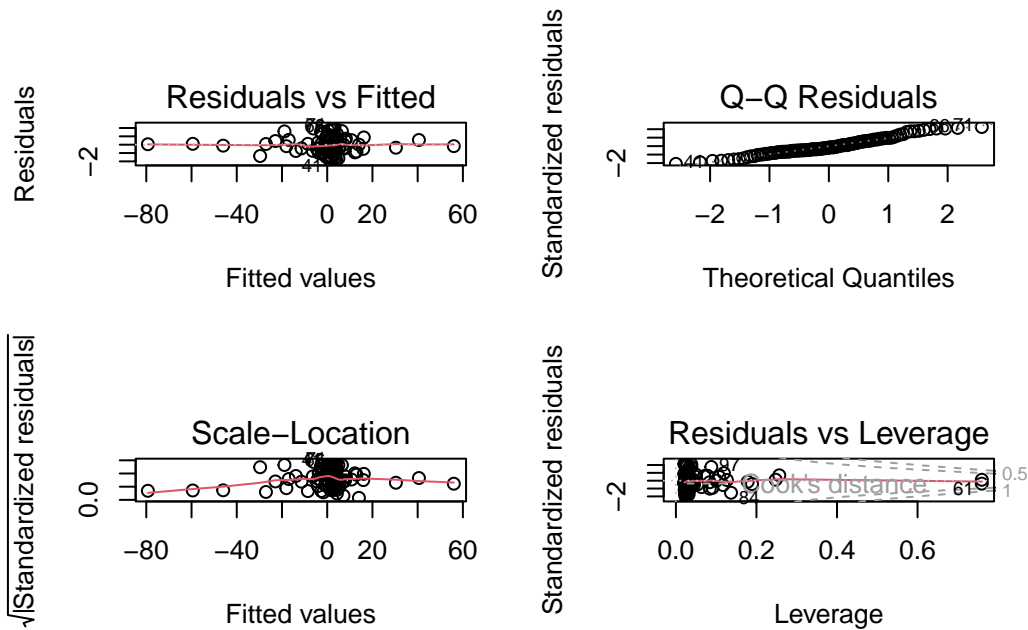 Residuals vs Fitted
Residuals
−2
41
−80 −40 0 20 60
Fitted values
Q−Q Residuals
Standardized residuals
−2
41
71
−2 −1 0 1 2
Theoretical Quantiles
Scale−Location
√|Standardized residuals|
0.0
−80 −40 0 20 60
Fitted values
Residuals vs Leverage
Standardized residuals
−2
Cook's distance
61
84
0.5
1
0.0 0.2 0.4 0.6
Leverage